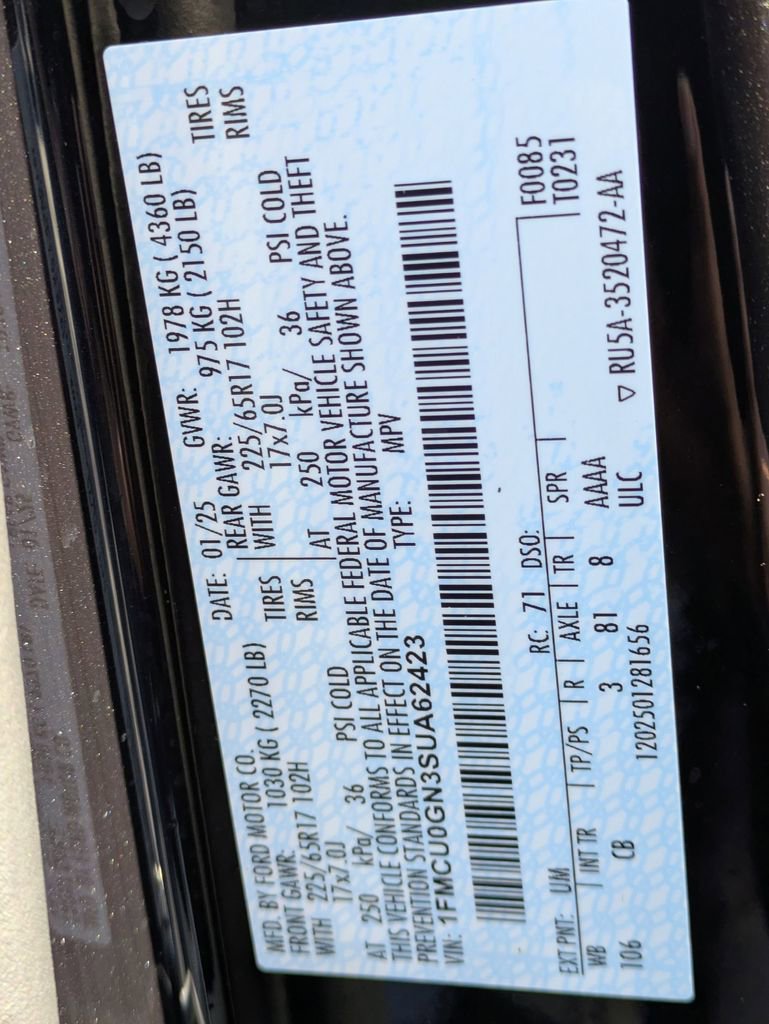 MFD. BY FORD MOTOR CO.
DATE: 01/25 GVWR: 1978 KG ( 4360 LB)
FRONT GAWR: 1030 KG ( 2270 LB) REAR GAWR: 975 KG ( 2150 LB)
WITH 225/65R17 102H TIRES WITH 225/65R17 102H TIRES
17x7.0J RIMS 17x7.0J RIMS
AT 250 kPa/ 36 PSI COLD AT 250 kPa/ 36 PSI COLD
THIS VEHICLE CONFORMS TO ALL APPLICABLE FEDERAL MOTOR VEHICLE SAFETY AND THEFT
PREVENTION STANDARDS IN EFFECT ON THE DATE OF MANUFACTURE SHOWN ABOVE.
VIN: 1FMCU0GN3SUA62423 TYPE: MPV
F0085
T0231
EXT PNT: UM RC: 71 DSO:
WB INT TR TP/PS R AXLE TR SPR
106 CB 3 81 8 AAAA
ULC
1202501281656 ▽ RU5A-3520472-AA